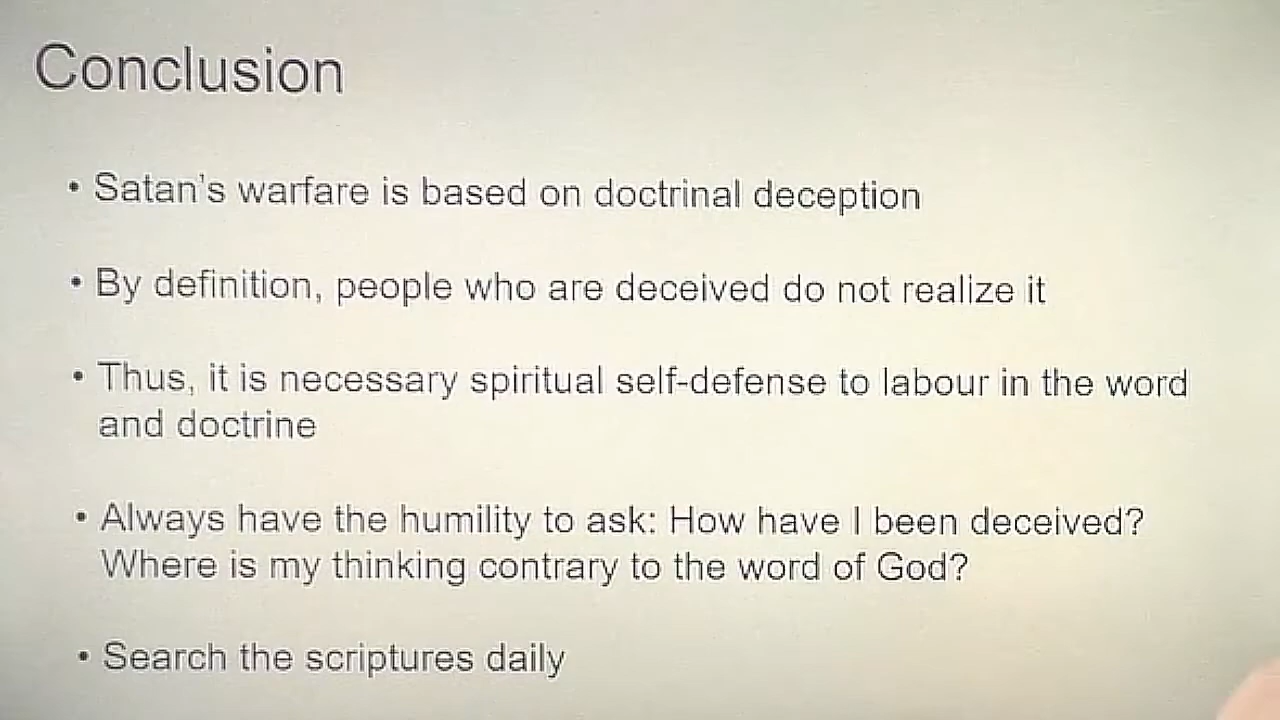 Conclusion
• Satan's warfare is based on doctrinal deception
• By definition, people who are deceived do not realize it
• Thus, it is necessary spiritual self-defense to labour in the word
and doctrine
• Always have the humility to ask: How have I been deceived?
Where is my thinking contrary to the word of God?
• Search the scriptures daily